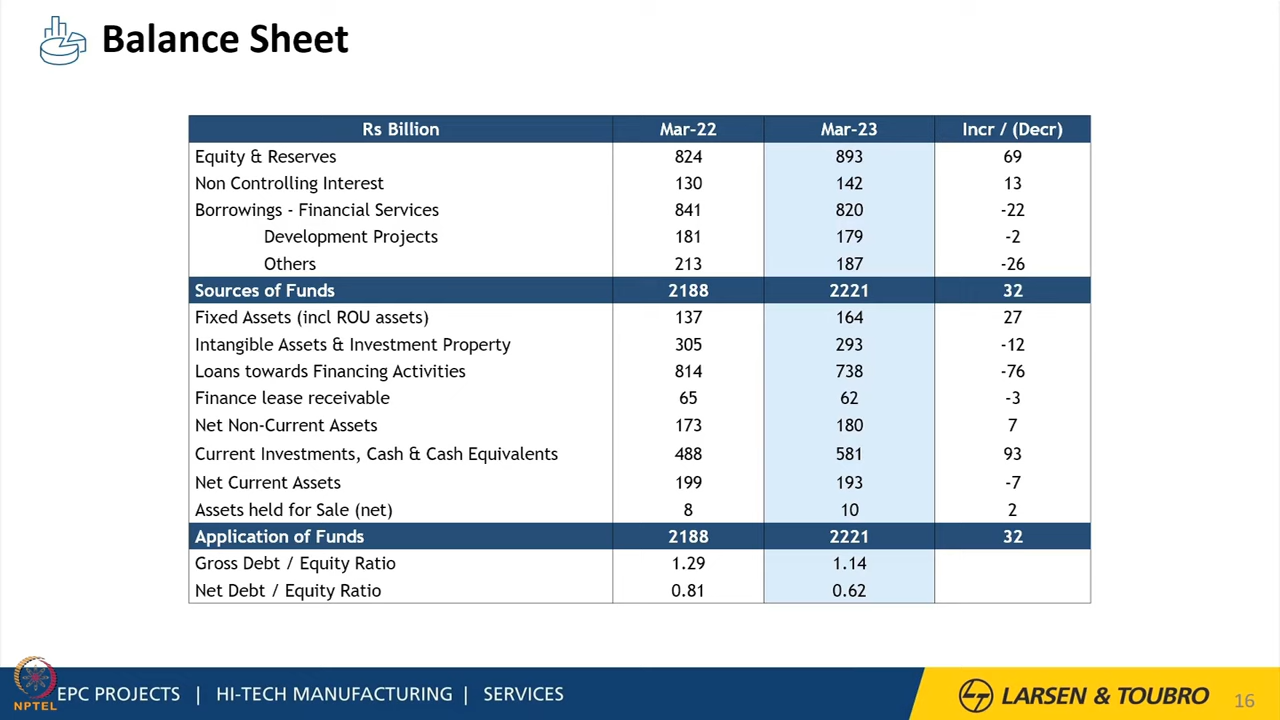 Balance Sheet
Rs Billion Mar-22 Mar-23 Incr / (Decr)
Equity & Reserves 824 893 69
Non Controlling Interest 130 142 13
Borrowings - Financial Services 841 820 -22
Development Projects 181 179 -2
Others 213 187 -26
Sources of Funds 2188 2221 32
Fixed Assets (incl ROU assets) 137 164 27
Intangible Assets & Investment Property 305 293 -12
Loans towards Financing Activities 814 738 -76
Finance lease receivable 65 62 -3
Net Non-Current Assets 173 180 7
Current Investments, Cash & Cash Equivalents 488 581 93
Net Current Assets 199 193 -7
Assets held for Sale (net) 8 10 2
Application of Funds 2188 2221 32
Gross Debt / Equity Ratio 1.29 1.14
Net Debt / Equity Ratio 0.81 0.62
EPC PROJECTS | HI-TECH MANUFACTURING | SERVICES
NPTEL
LARSEN & TOUBRO
16